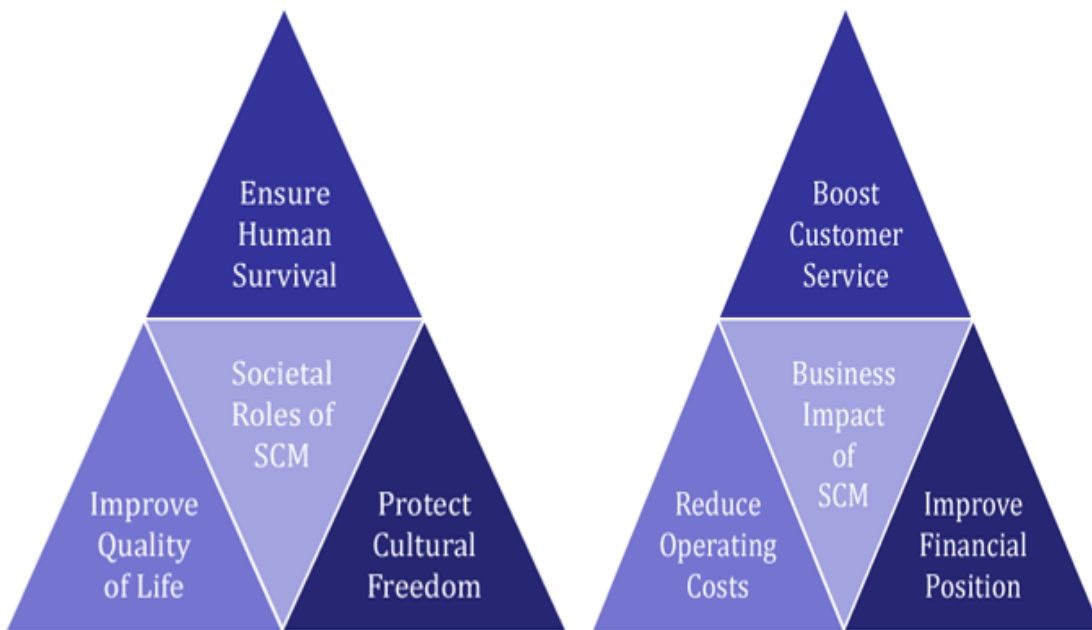 Ensure
Human
Survival
Societal
Roles of
SCM
Improve
Quality
of Life
Protect
Cultural
Freedom
Boost
Customer
Service
Business
Impact
of
SCM
Reduce
Operating
Costs
Improve
Financial
Position